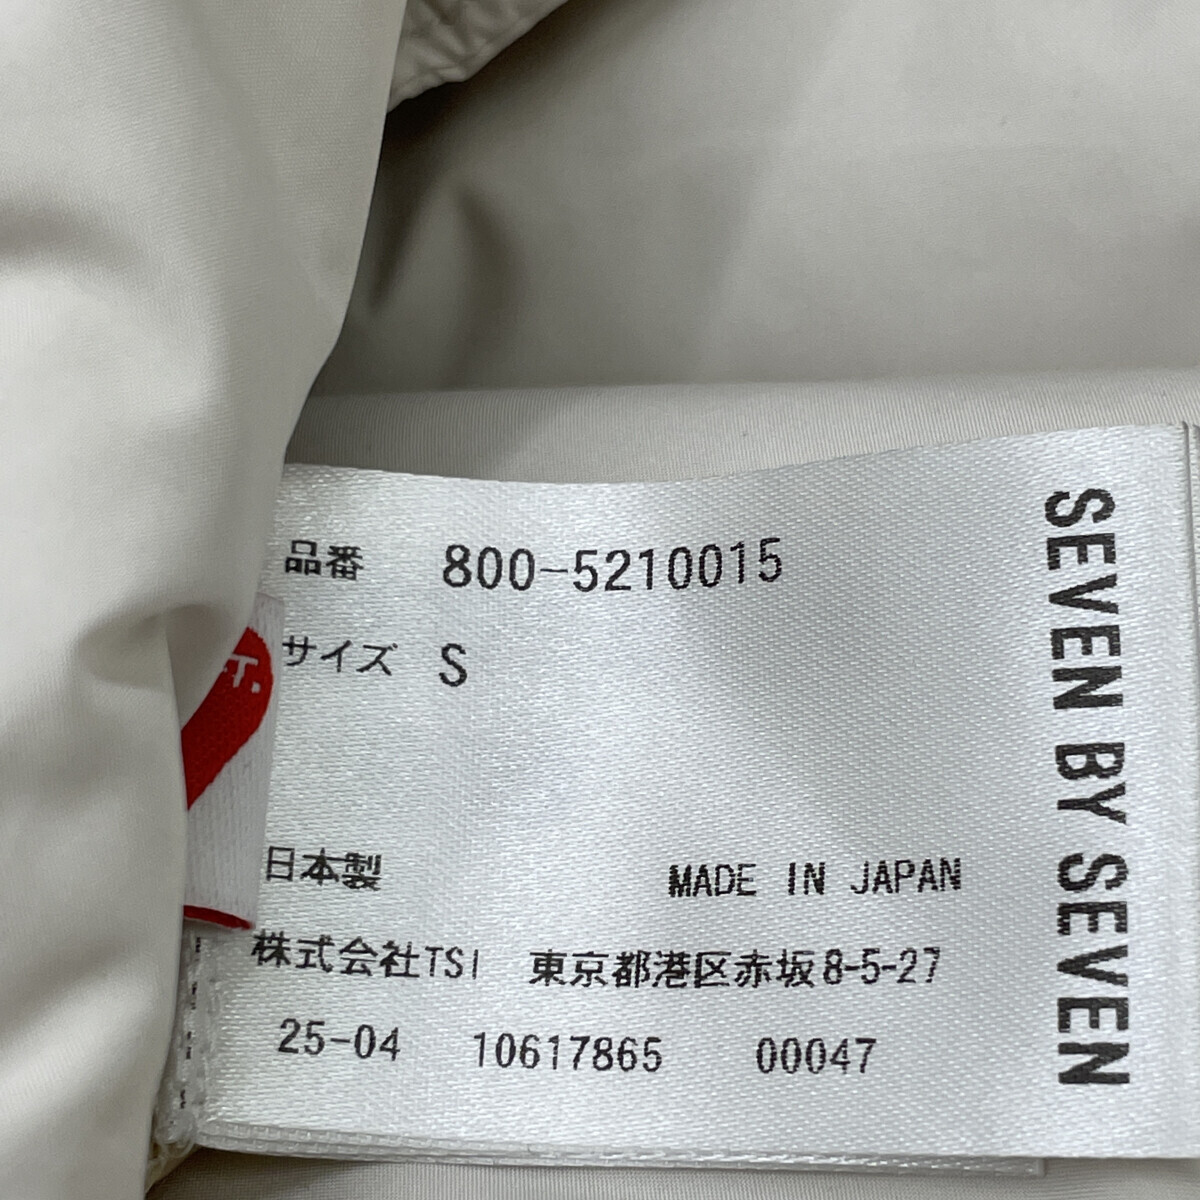 品番 800-5210015
サイズ S
日本製 MADE IN JAPAN
株式会社TSI 東京都港区赤坂8-5-27
25-04 10617865 00047
SEVEN BY SEVEN
T.